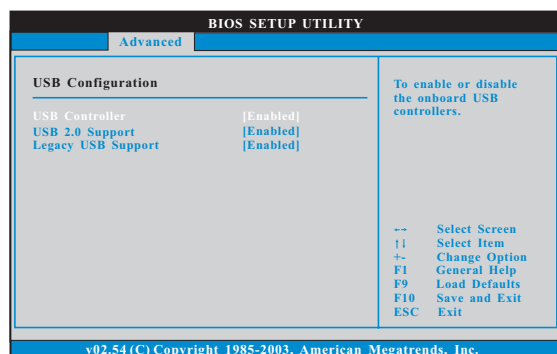 BIOS SETUP UTILITY
Advanced
USB Configuration
USB Controller [Enabled]
USB 2.0 Support [Enabled]
Legacy USB Support [Enabled]
To enable or disable
the onboard USB
controllers.
←→ Select Screen
↑↓ Select Item
+- Change Option
F1 General Help
F9 Load Defaults
F10 Save and Exit
ESC Exit
v02.54 (C) Copyright 1985-2003, American Megatrends, Inc.